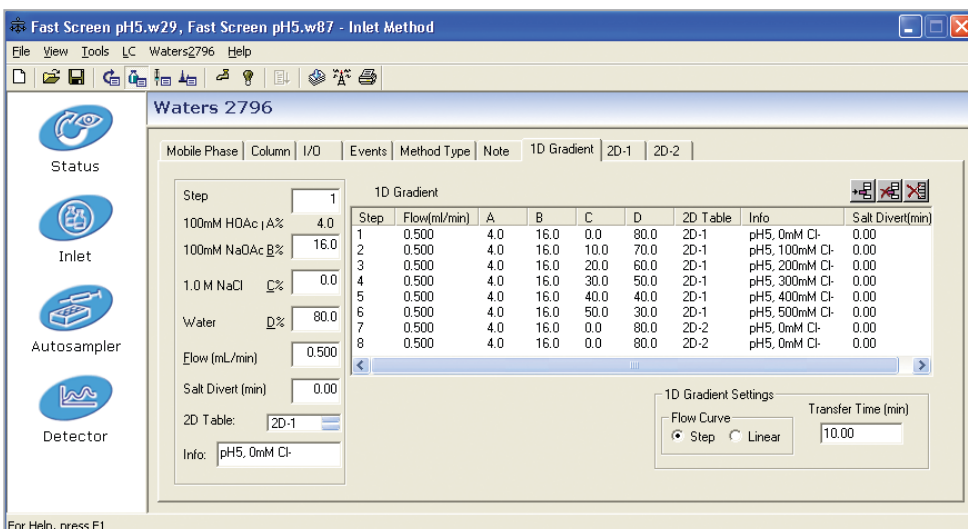 Fast Screen pH5.w29, Fast Screen pH5.w87 - Inlet Method
File View Tools LC Waters2796 Help
Waters 2796
Status
Inlet
Autosampler
Detector
Mobile Phase Column I/O Events Method Type Note 1D Gradient 2D-1 2D-2
Step 1
100mM HOAc A% 4.0
100mM NaOAc B% 16.0
1.0 M NaCl C% 0.0
Water D% 80.0
Flow (mL/min) 0.500
Salt Divert (min) 0.00
2D Table: 2D-1
Info: pH5, 0mM Cl-
1D Gradient
Step Flow(ml/min) A B C D 2D Table Info Salt Divert(min)
1 0.500 4.0 16.0 0.0 80.0 2D-1 pH5, 0mM Cl- 0.00
2 0.500 4.0 16.0 10.0 70.0 2D-1 pH5, 100mM Cl- 0.00
3 0.500 4.0 16.0 20.0 60.0 2D-1 pH5, 200mM Cl- 0.00
4 0.500 4.0 16.0 30.0 50.0 2D-1 pH5, 300mM Cl- 0.00
5 0.500 4.0 16.0 40.0 40.0 2D-1 pH5, 400mM Cl- 0.00
6 0.500 4.0 16.0 50.0 30.0 2D-1 pH5, 500mM Cl- 0.00
7 0.500 4.0 16.0 0.0 80.0 2D-2 pH5, 0mM Cl- 0.00
8 0.500 4.0 16.0 0.0 80.0 2D-2 pH5, 0mM Cl- 0.00
1D Gradient Settings
Flow Curve
Step Linear
Transfer Time (min)
10.00
For Help, press F1